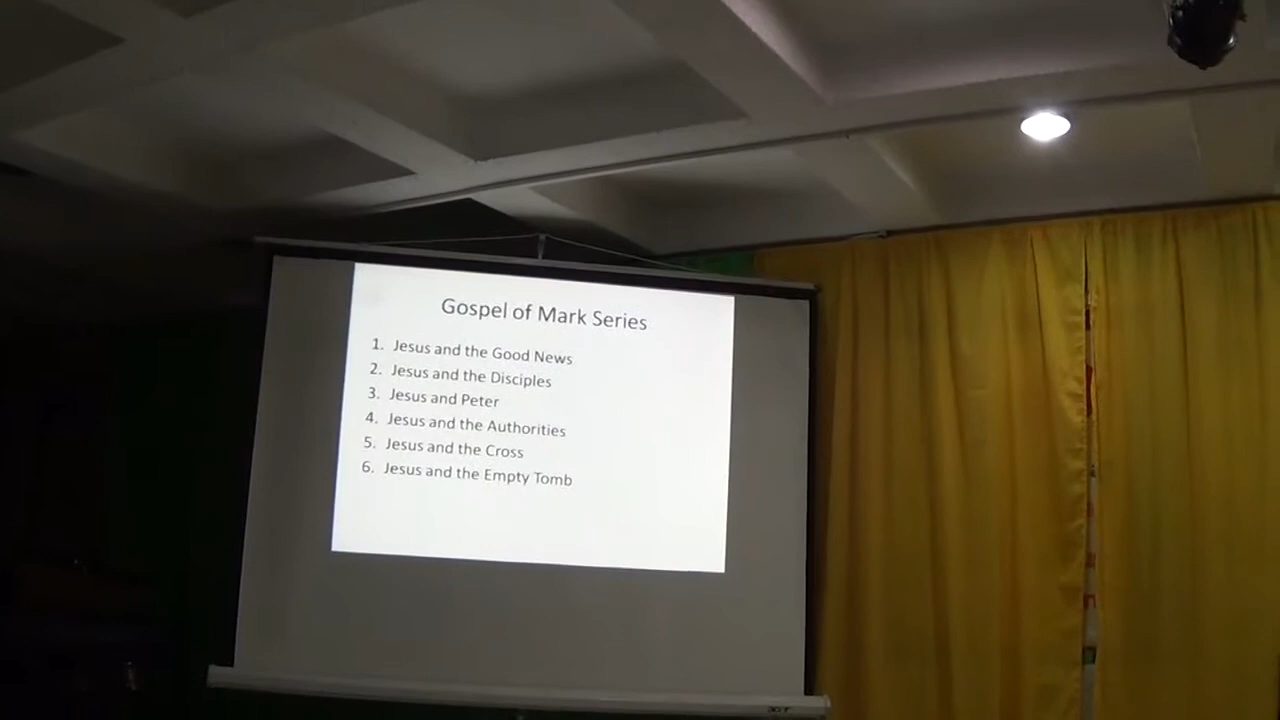 Gospel of Mark Series
1. Jesus and the Good News
2. Jesus and the Disciples
3. Jesus and Peter
4. Jesus and the Authorities
5. Jesus and the Cross
6. Jesus and the Empty Tomb